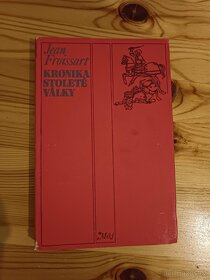 Jean
Froissart
KRONIKA
STOLETÉ
VÁLKY